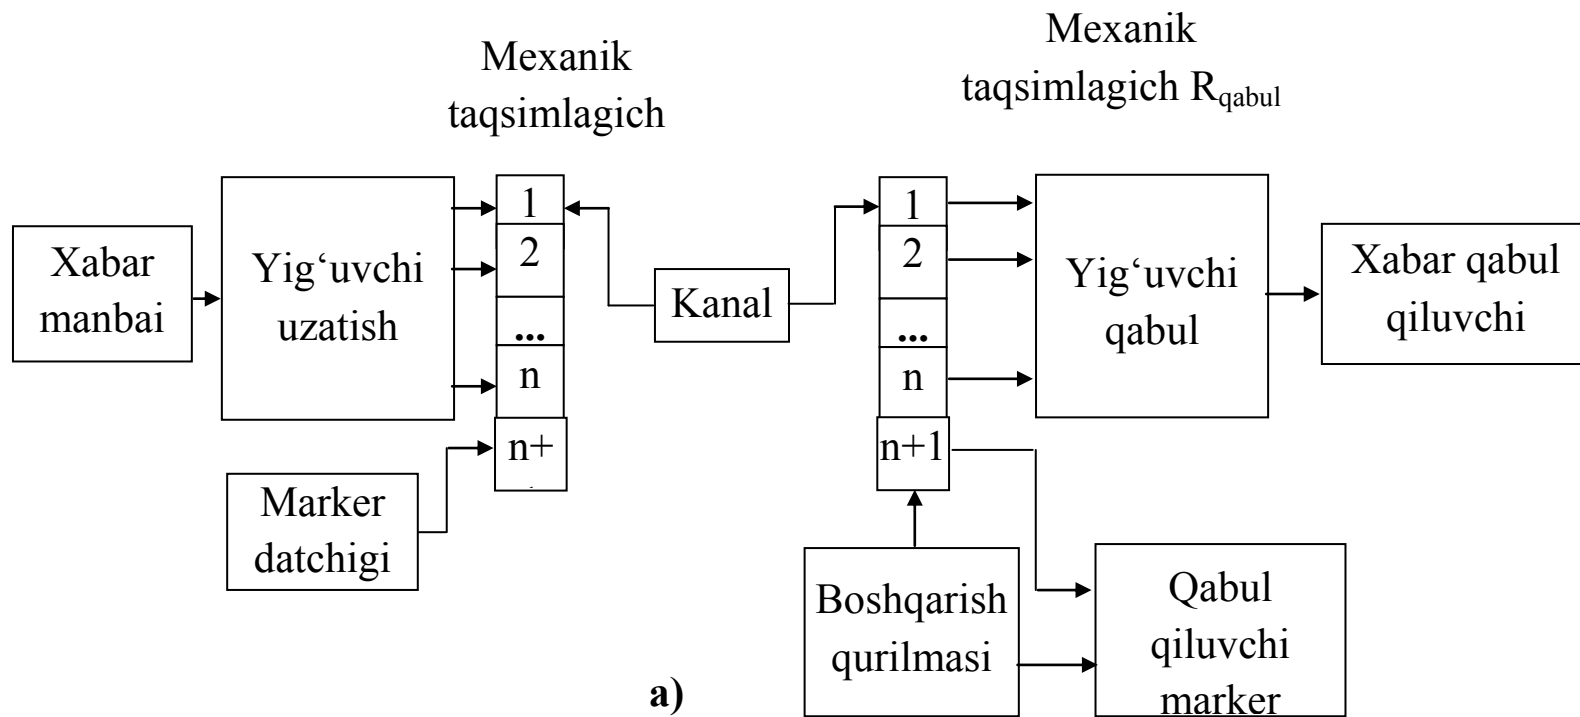 Mexanik
taqsimlagich
Mexanik
taqsimlagich R_qabul
Xabar
manbai
Yig‘uvchi
uzatish
1
2
...
n
n+
Marker
datchigi
Kanal
1
2
...
n
n+1
Yig‘uvchi
qabul
Xabar qabul
qiluvchi
Boshqarish
qurilmasi
Qabul
qiluvchi
marker
a)